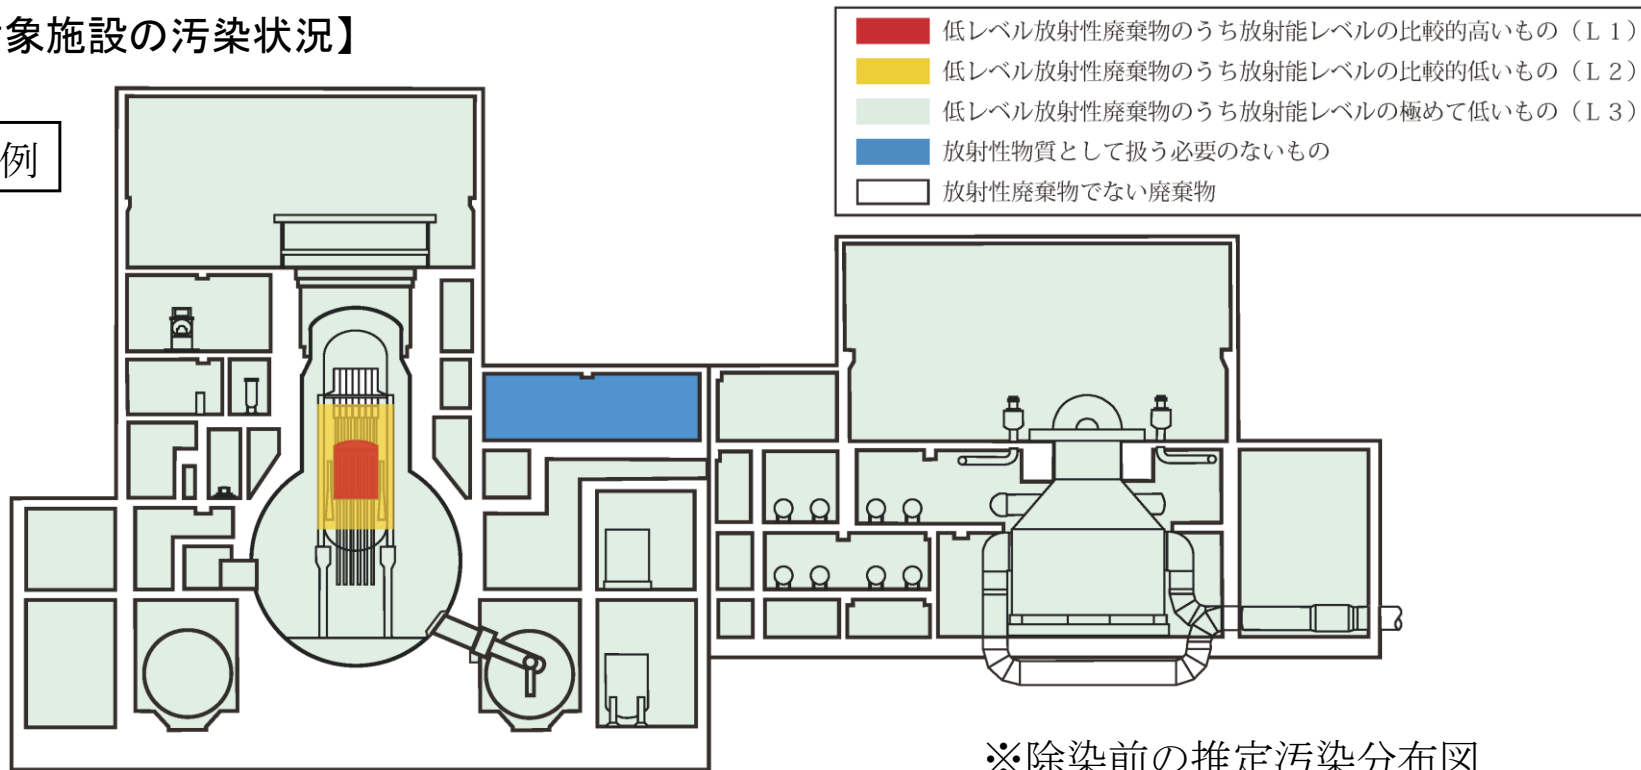 象施設の汚染状況】
例
低レベル放射性廃棄物のうち放射能レベルの比較的高いもの（Ｌ１）
低レベル放射性廃棄物のうち放射能レベルの比較的低いもの（Ｌ２）
低レベル放射性廃棄物のうち放射能レベルの極めて低いもの（Ｌ３）
放射性物質として扱う必要のないもの
放射性廃棄物でない廃棄物
※除染前の推定汚染分布図